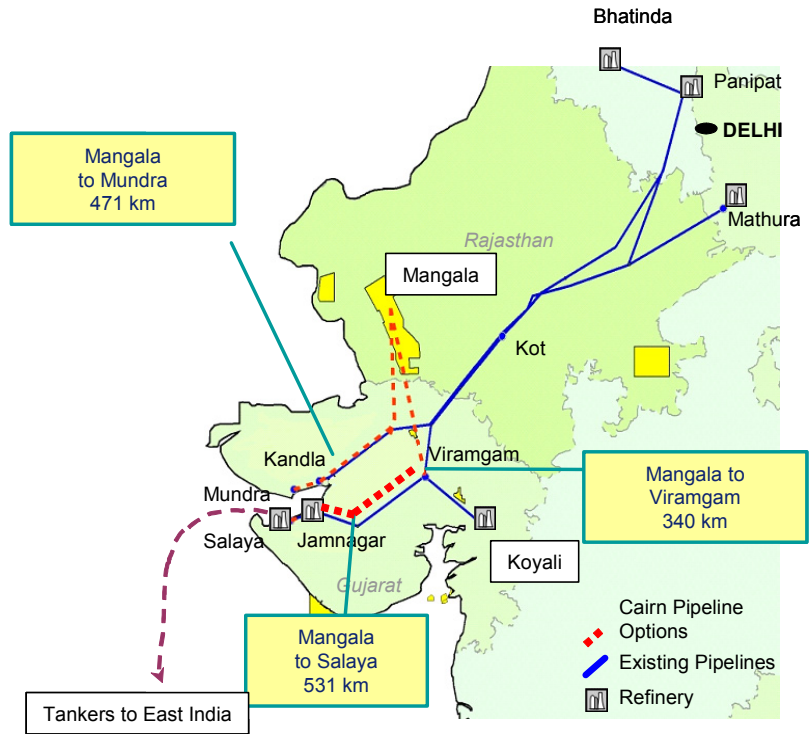 Bhatinda
Panipat
DELHI
Mangala
to Mundra
471 km
Mathura
Rajasthan
Mangala
Kot
Kandla
Viramgam
Mundra
Salaya
Jamnagar
Mangala to
Viramgam
340 km
Koyali
Gujarat
Mangala
to Salaya
531 km
Cairn Pipeline
Options
Existing Pipelines
Refinery
Tankers to East India